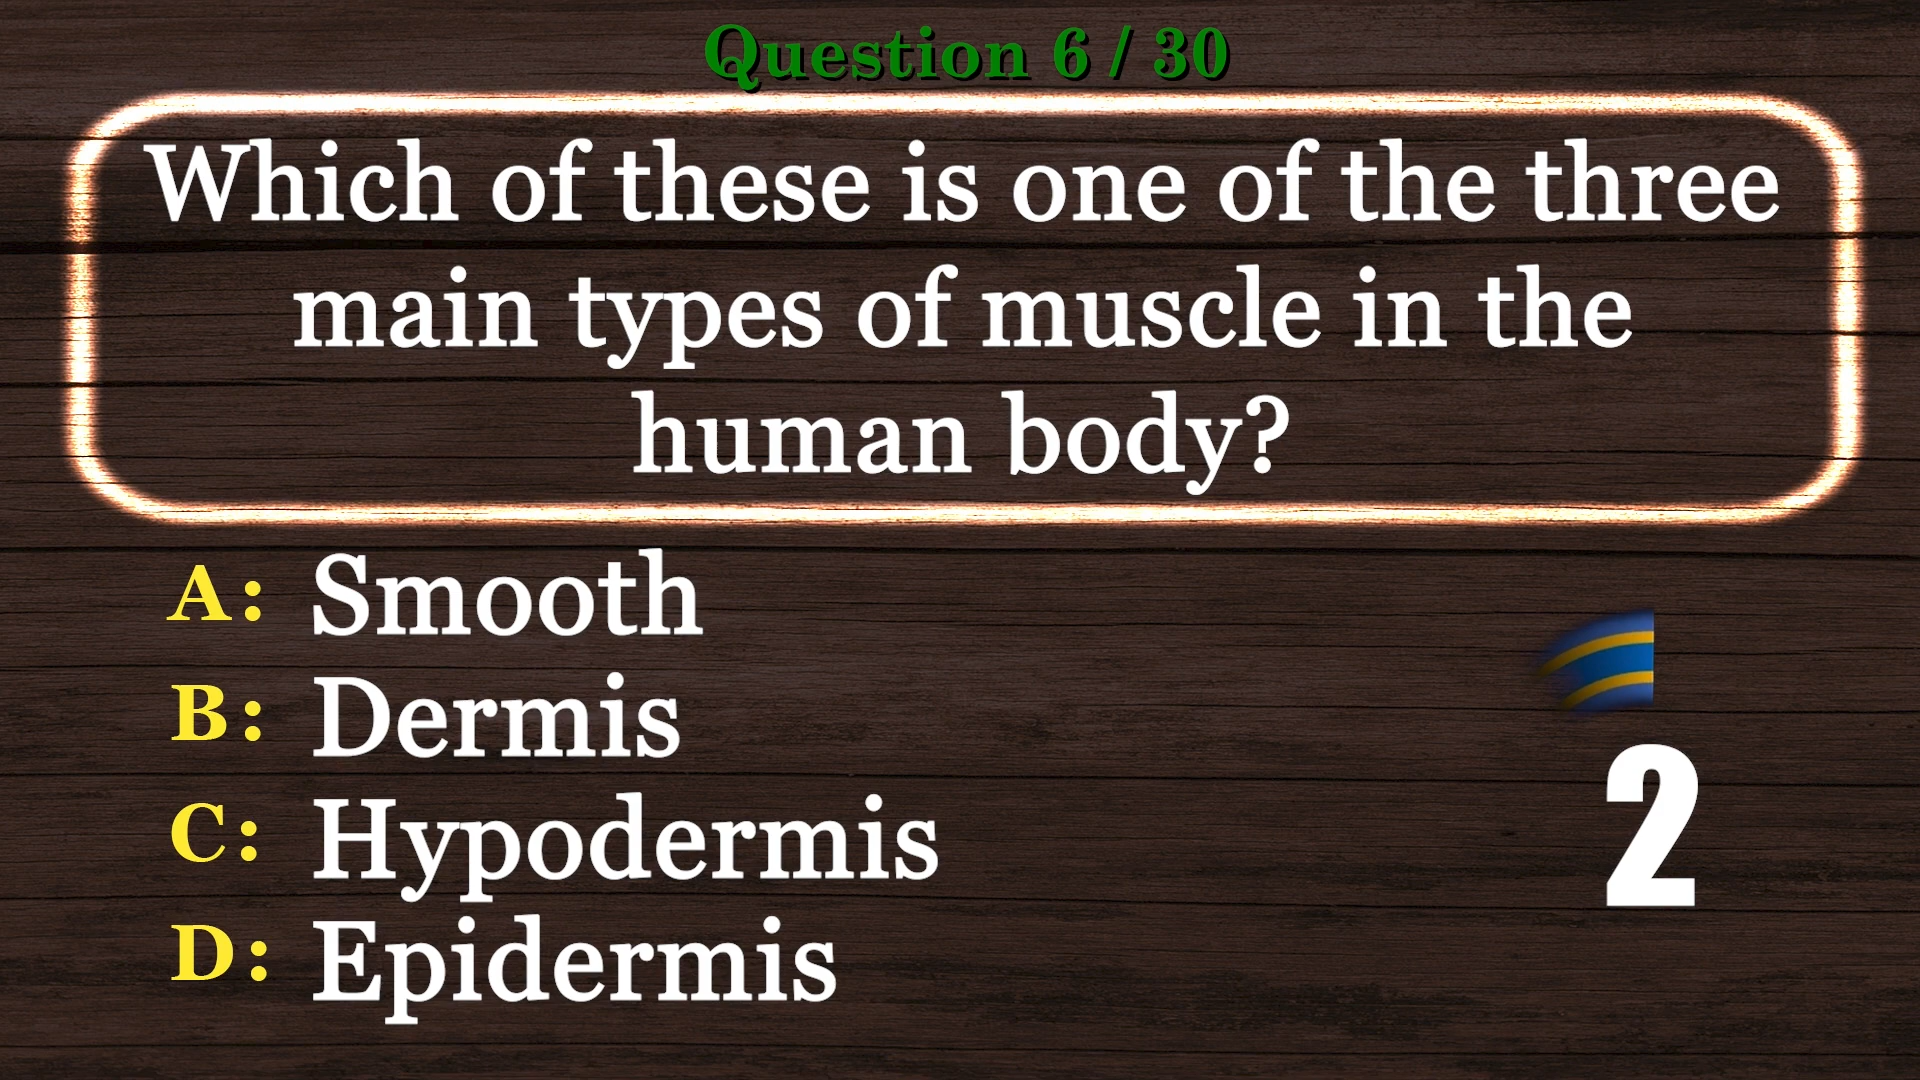 Question 6 / 30
Which of these is one of the three
main types of muscle in the
human body?
A: Smooth
B: Dermis
C: Hypodermis
D: Epidermis
2